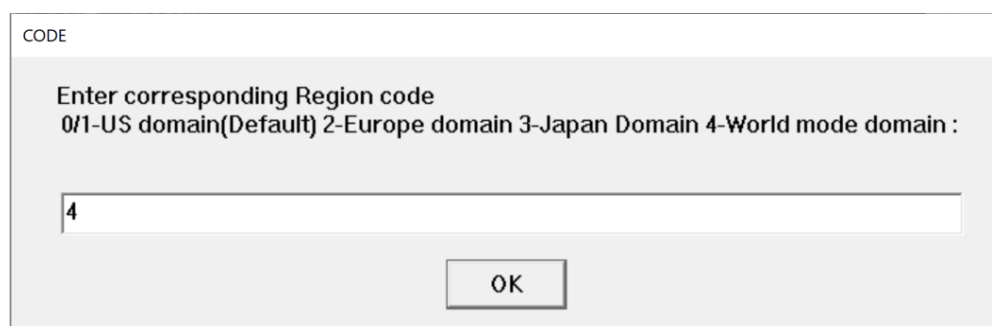 CODE
Enter corresponding Region code
0/1-US domain(Default) 2-Europe domain 3-Japan Domain 4-World mode domain :
4
OK